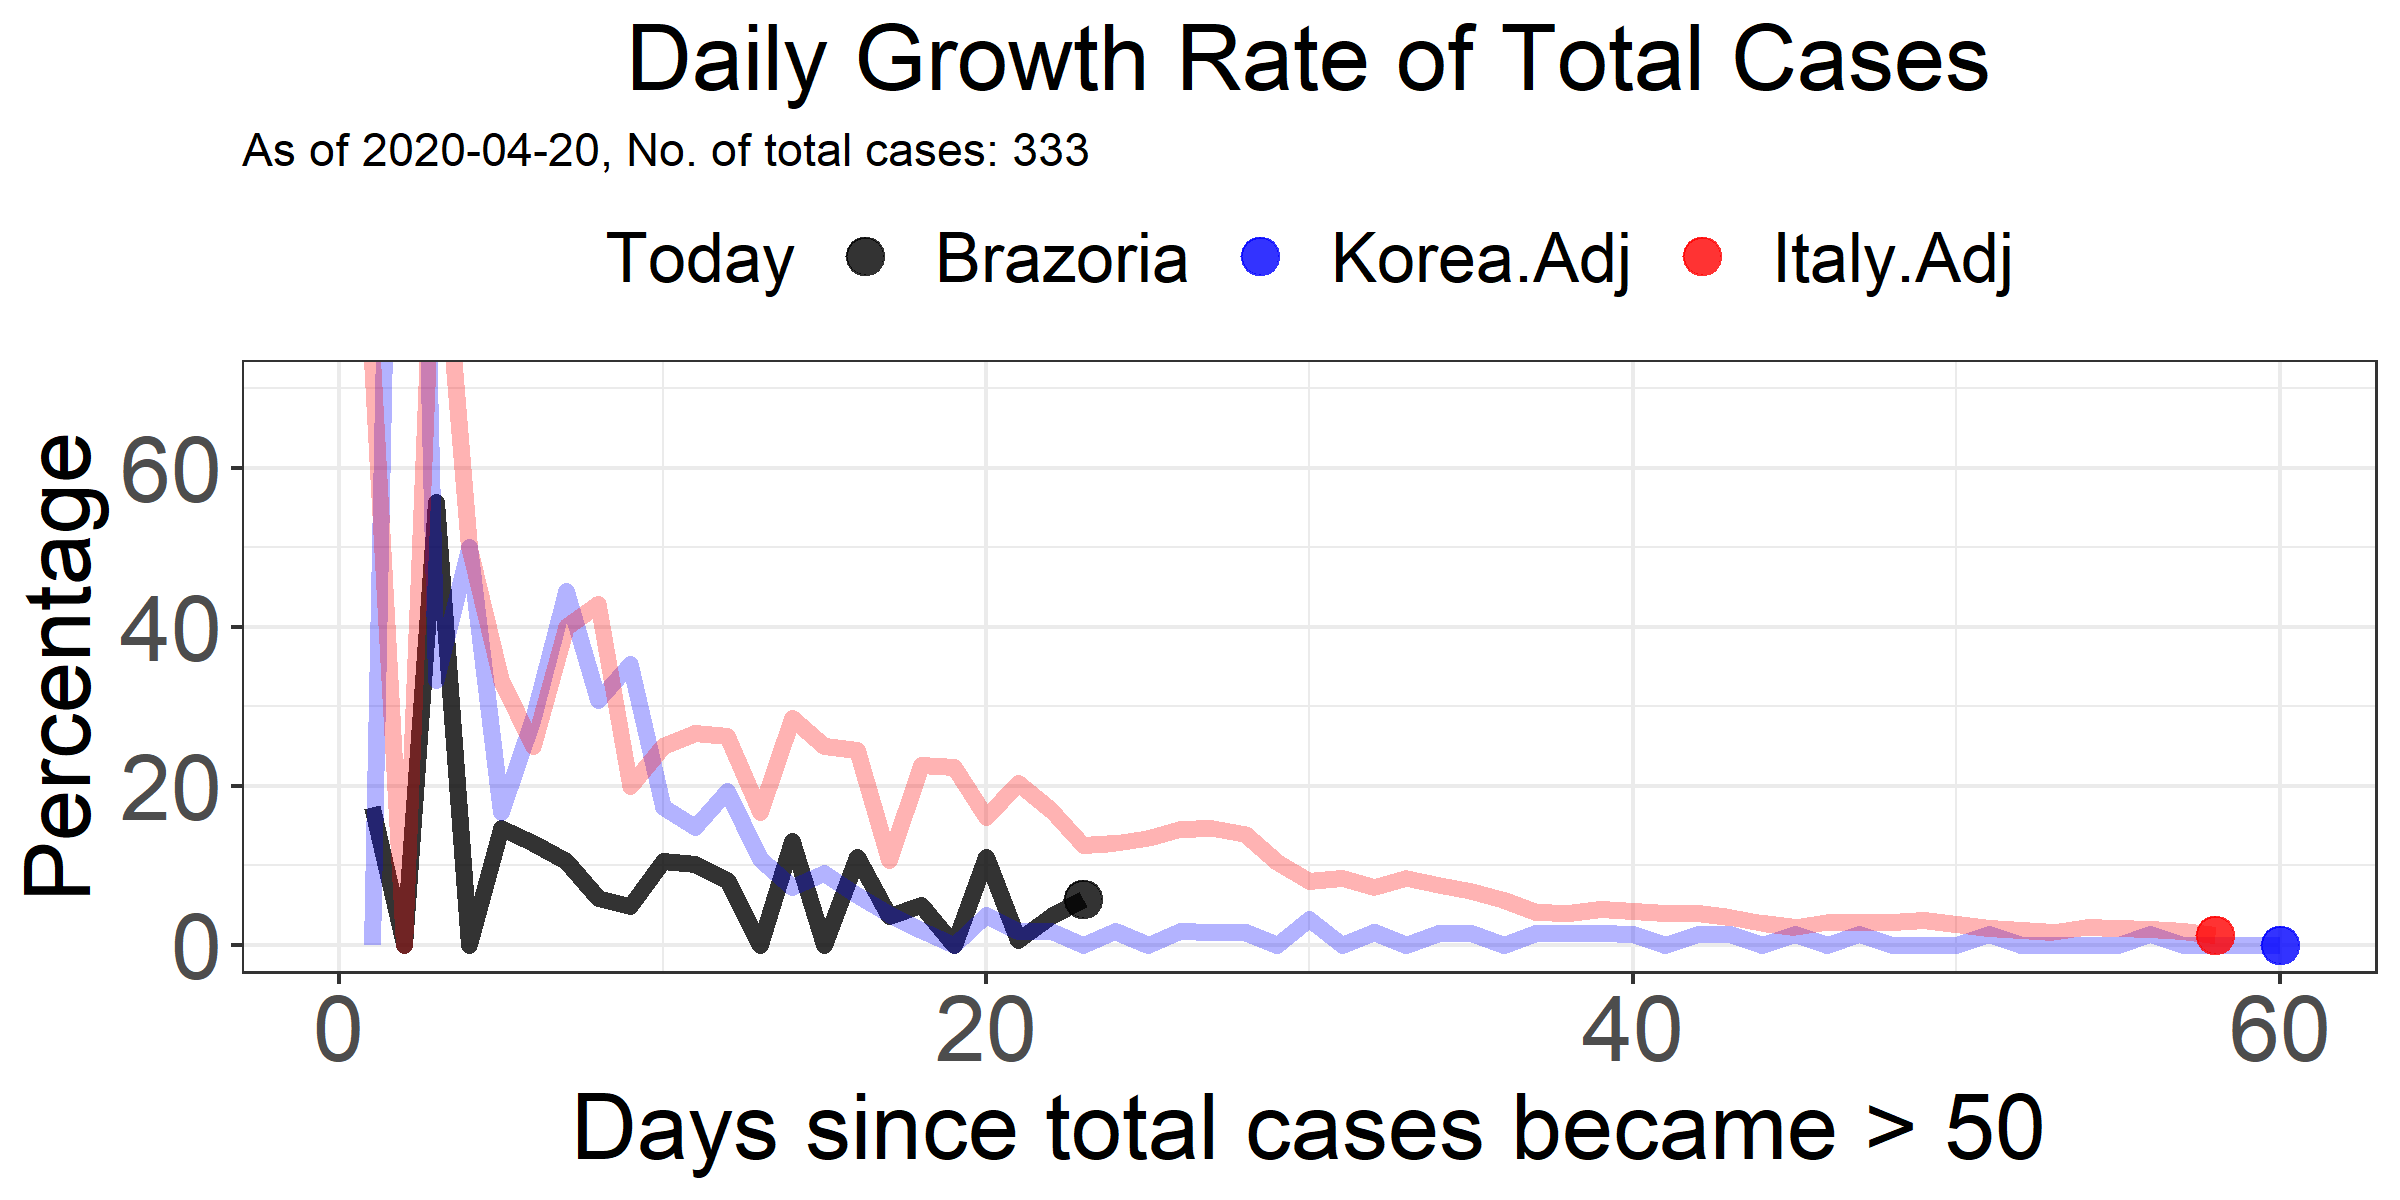 Daily Growth Rate of Total Cases
As of 2020-04-20, No. of total cases: 333
Today Brazoria Korea.Adj Italy.Adj
Percentage
60
40
20
0
0 20 40 60
Days since total cases became > 50